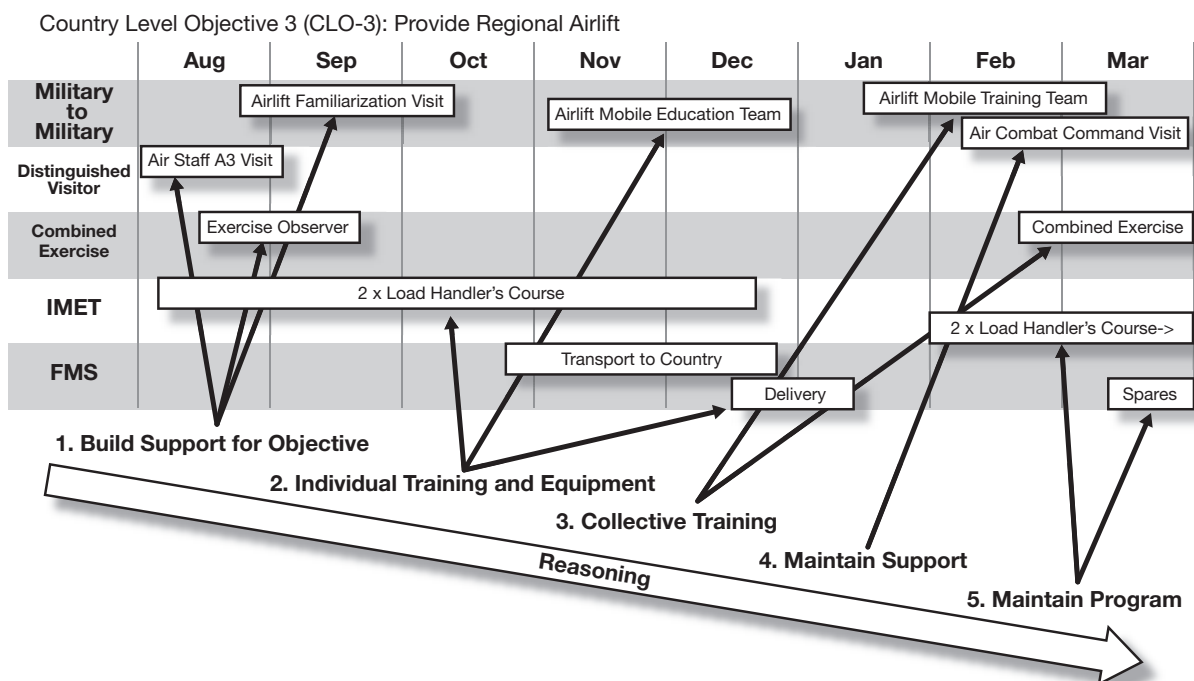 Country Level Objective 3 (CLO-3): Provide Regional Airlift
Aug Sep Oct Nov Dec Jan Feb Mar
Military
to
Military
Airlift Familiarization Visit
Airlift Mobile Education Team
Airlift Mobile Training Team
Air Combat Command Visit
Distinguished
Visitor
Air Staff A3 Visit
Combined
Exercise
Exercise Observer
Combined Exercise
IMET
2 x Load Handler's Course
2 x Load Handler's Course->
FMS
Transport to Country
Delivery
Spares
1. Build Support for Objective
2. Individual Training and Equipment
3. Collective Training
4. Maintain Support
5. Maintain Program
Reasoning